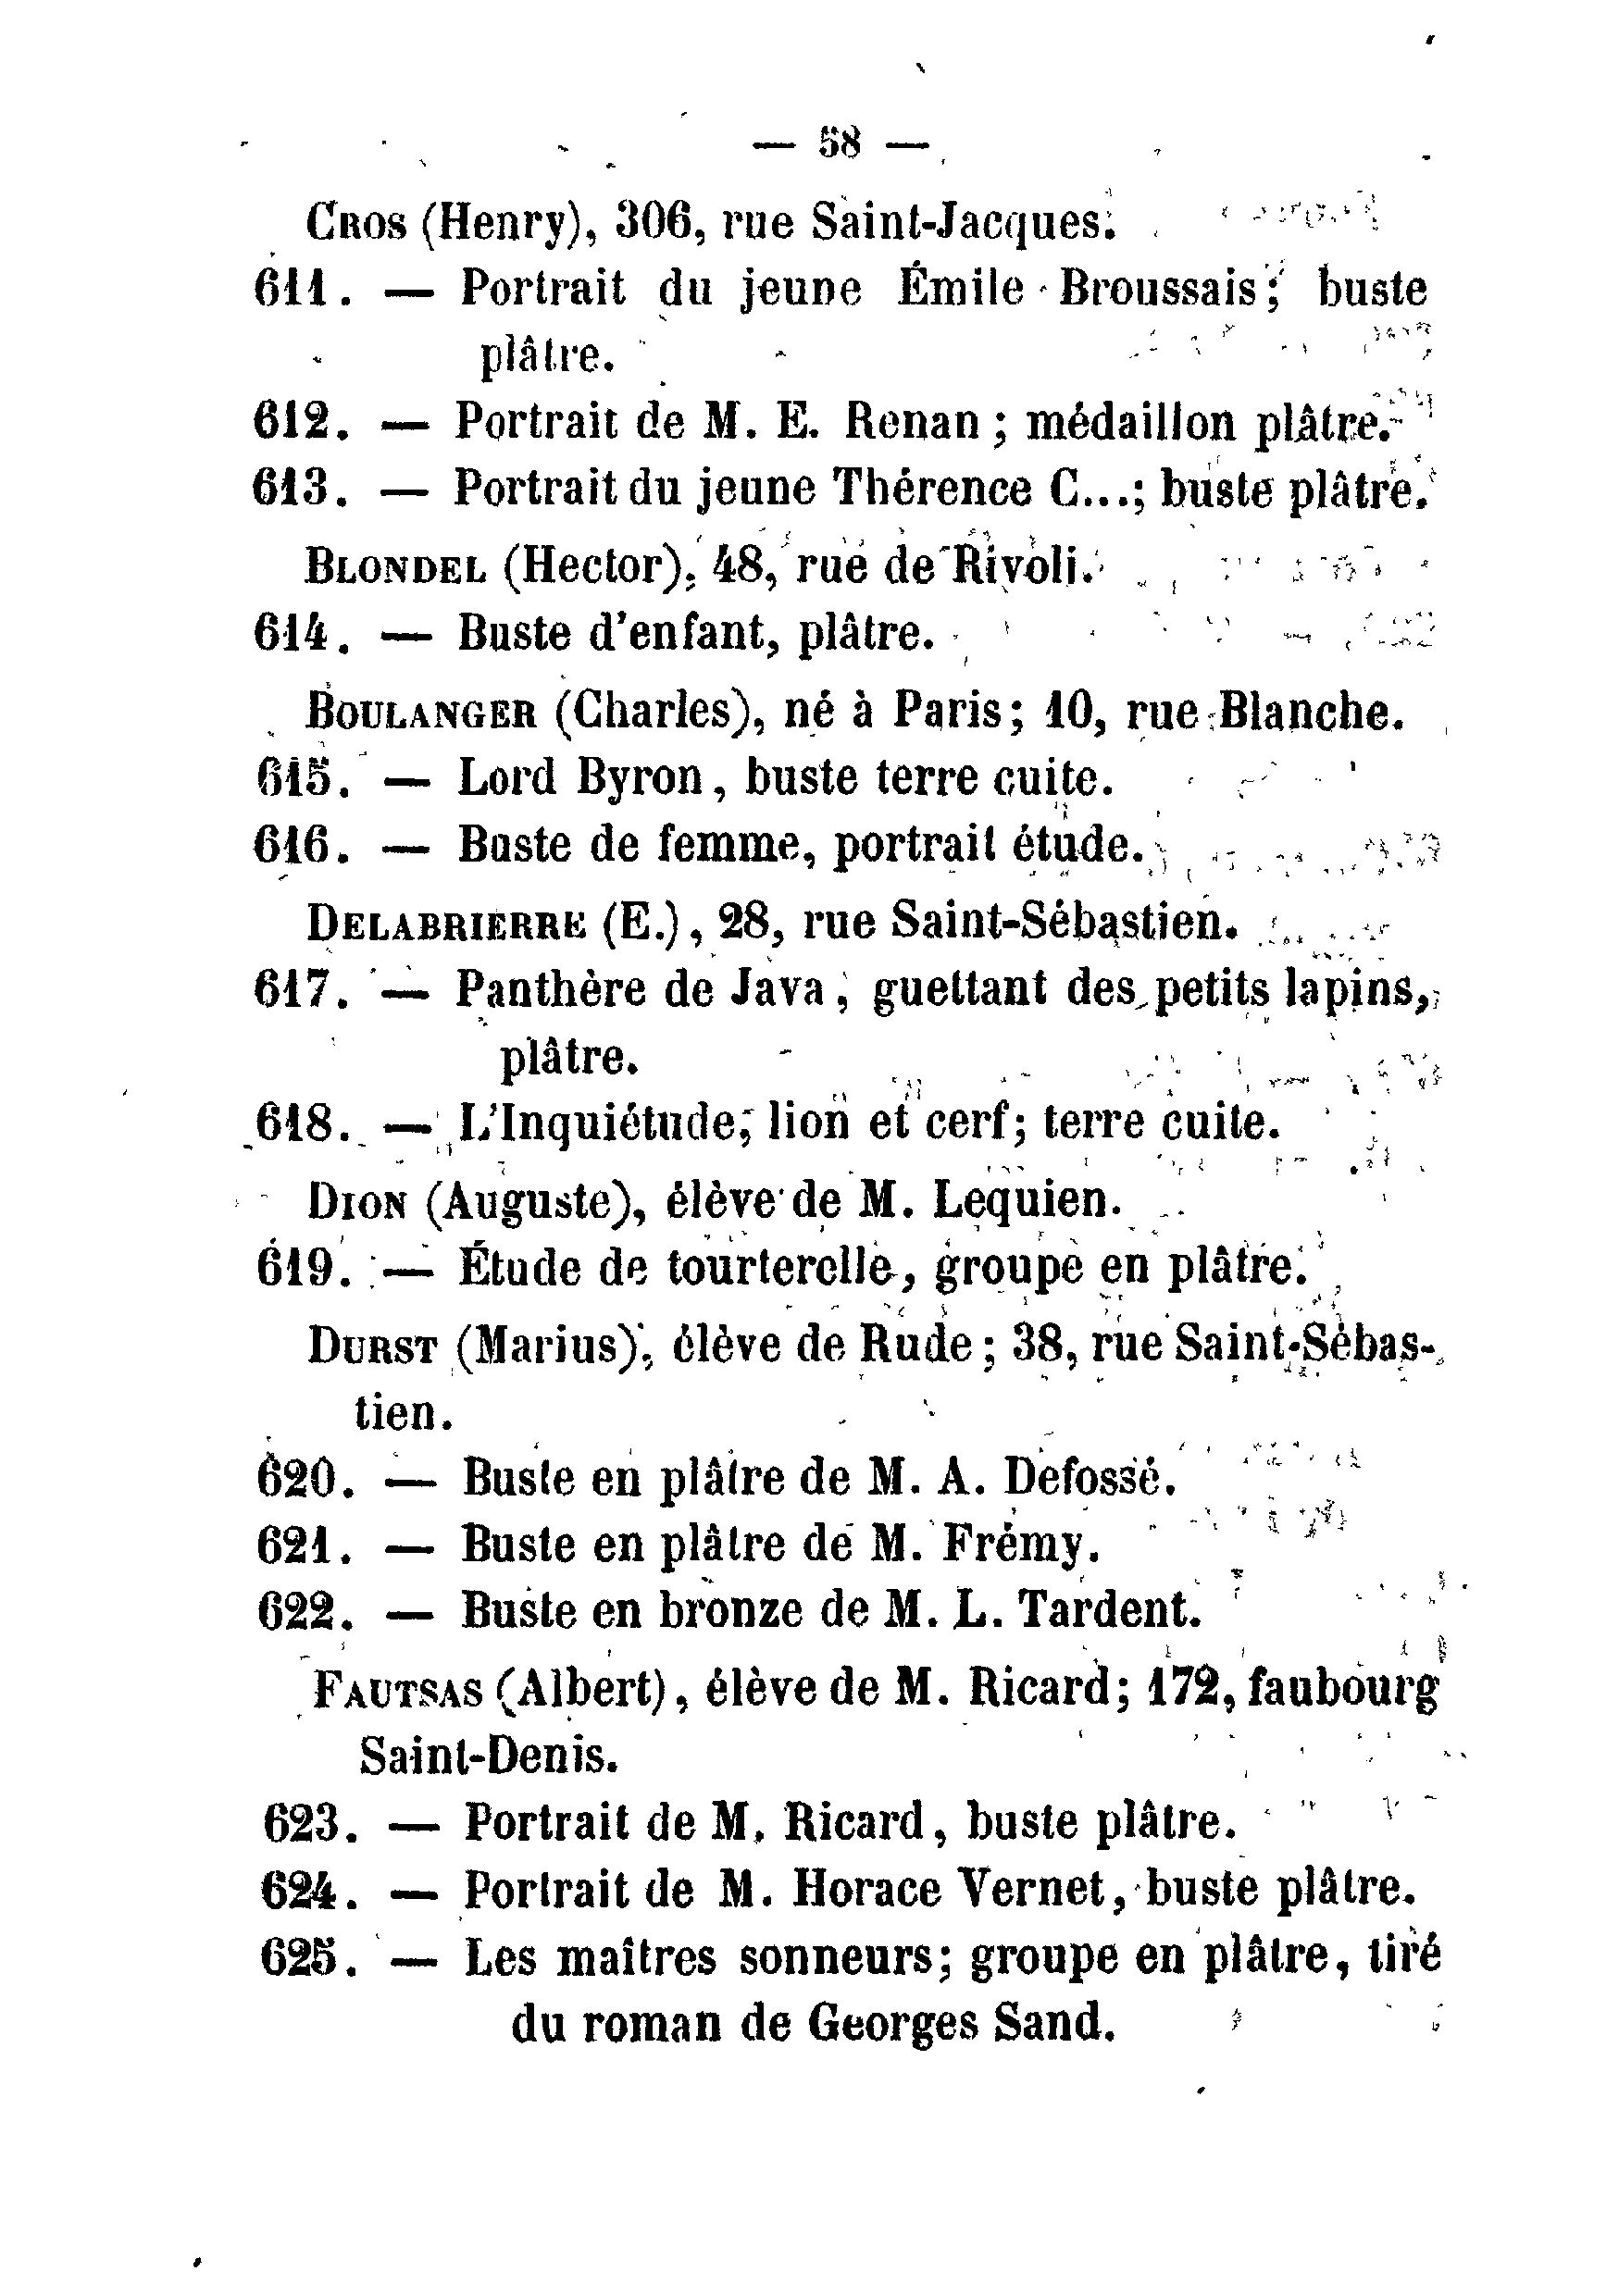 — 58 —
CROS (Henry), 306, rue Saint-Jacques.
611. — Portrait du jeune Émile Broussais; buste
plâtre.
612. — Portrait de M. E. Renan; médaillon plâtre.
613. — Portrait du jeune Thérence C...; buste plâtre.
BLONDEL (Hector), 48, rue de Rivoli.
614. — Buste d'enfant, plâtre.
BOULANGER (Charles), né à Paris; 10, rue Blanche.
615. — Lord Byron, buste terre cuite.
616. — Buste de femme, portrait étude.
DELABRIERRE (E.), 28, rue Saint-Sébastien.
617. — Panthère de Java, guettant des petits lapins,
plâtre.
618. — L'Inquiétude, lion et cerf; terre cuite.
DION (Auguste), élève de M. Lequien.
619. — Étude de tourterelle, groupe en plâtre.
DURST (Marius), élève de Rude; 38, rue Saint-Sébas-
tien.
620. — Buste en plâtre de M. A. Defossé.
621. — Buste en plâtre de M. Frémy.
622. — Buste en bronze de M. L. Tardent.
FAUTSAS (Albert), élève de M. Ricard; 172, faubourg
Saint-Denis.
623. — Portrait de M. Ricard, buste plâtre.
624. — Portrait de M. Horace Vernet, buste plâtre.
625. — Les maîtres sonneurs; groupe en plâtre, tiré
du roman de Georges Sand.